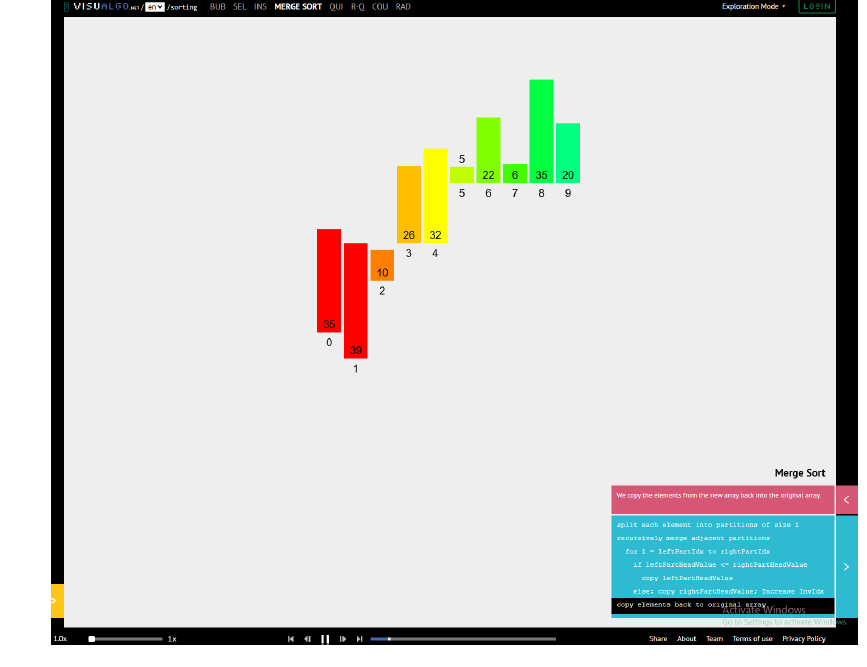 VISUALGO.NET/ en /sorting BUB SEL INS MERGE SORT QUI R-Q COU RAD Exploration Mode LOGIN
5
22 6 35 20
5 6 7 8 9
26 32
3 4
10
2
35
0
39
1
Merge Sort
We copy the elements from the new array back into the original array.
split each element into partitions of size 1
recursively merge adjacent partitions
for i = leftPartIdx to rightPartIdx
if leftPartHeadValue <= rightPartHeadValue
copy leftPartHeadValue
else: copy rightPartHeadValue; Increase InvIdx
copy elements back to original array
Activate Windows
Go to Settings to activate Windows.
1.0x 1x Share About Team Terms of use Privacy Policy